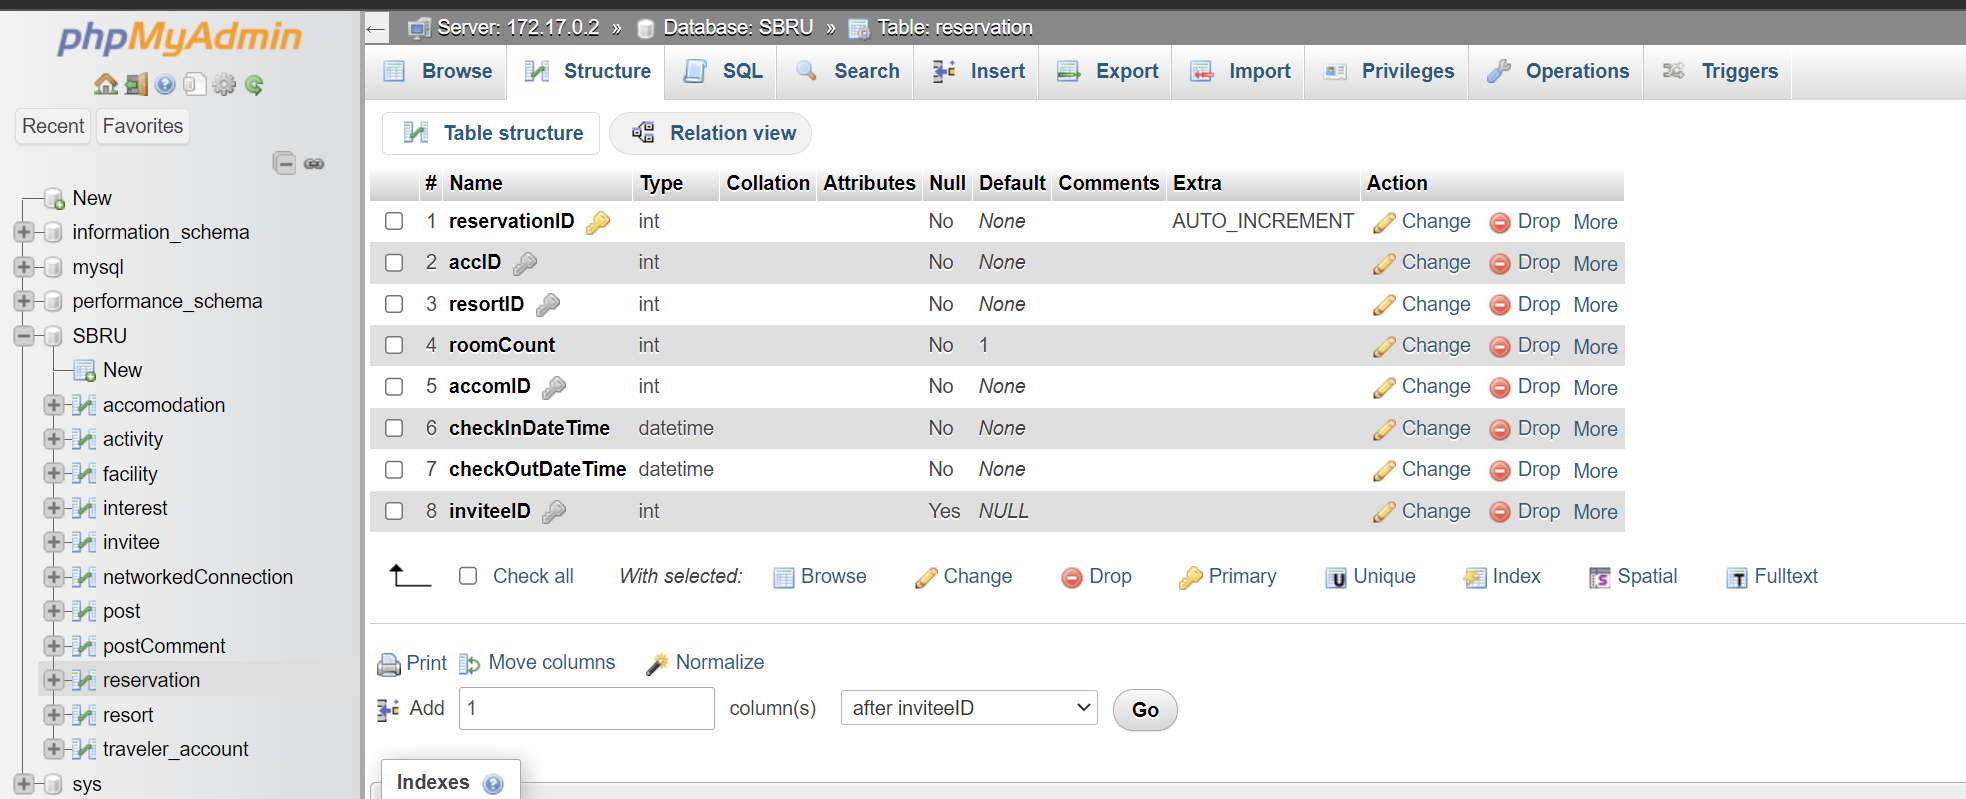 phpMyAdmin
Recent Favorites
New
information_schema
mysql
performance_schema
SBRU
New
accomodation
activity
facility
interest
invitee
networkedConnection
post
postComment
reservation
resort
traveler_account
sys
← Server: 172.17.0.2 » Database: SBRU » Table: reservation
Browse Structure SQL Search Insert Export Import Privileges Operations Triggers
Table structure Relation view
# Name Type Collation Attributes Null Default Comments Extra Action
1 reservationID int No None AUTO_INCREMENT Change Drop More
2 accID int No None Change Drop More
3 resortID int No None Change Drop More
4 roomCount int No 1 Change Drop More
5 accomID int No None Change Drop More
6 checkInDateTime datetime No None Change Drop More
7 checkOutDateTime datetime No None Change Drop More
8 inviteeID int Yes NULL Change Drop More
Check all With selected: Browse Change Drop Primary Unique Index Spatial Fulltext
Print Move columns Normalize
Add 1 column(s) after inviteeID Go
Indexes